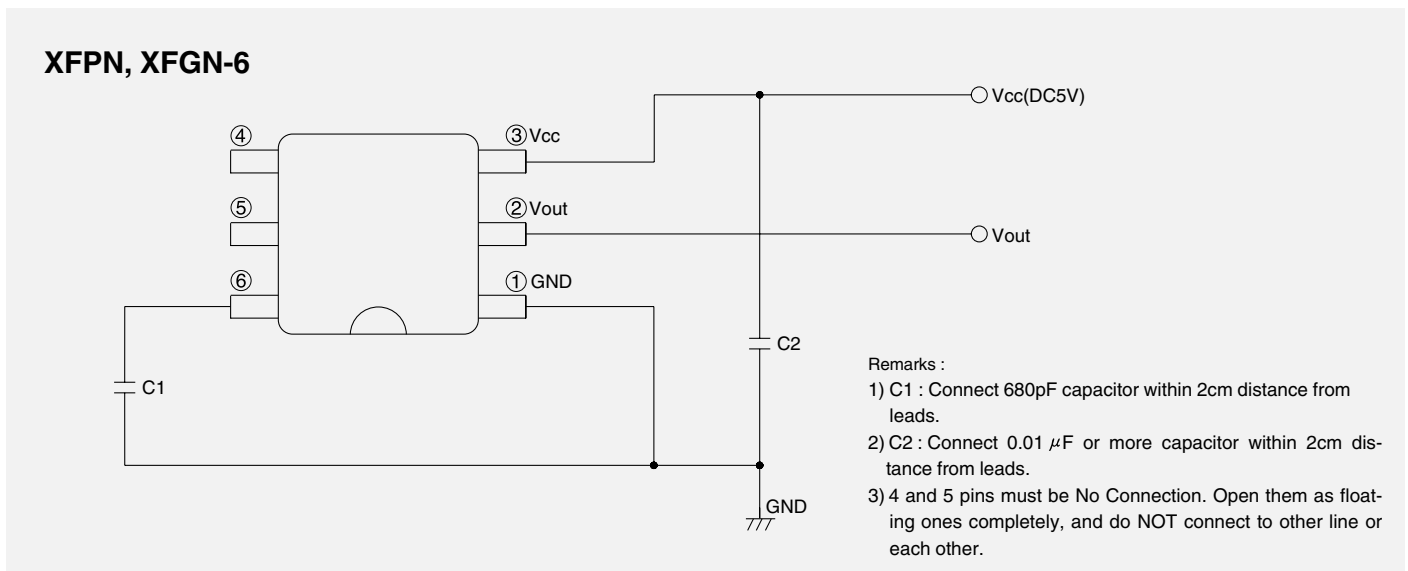 XFPN, XFGN-6
④
③Vcc
Vcc(DC5V)
⑤
②Vout
Vout
⑥
① GND
C1
C2
GND
Remarks :
1) C1 : Connect 680pF capacitor within 2cm distance from
leads.
2) C2 : Connect 0.01 μF or more capacitor within 2cm dis-
tance from leads.
3) 4 and 5 pins must be No Connection. Open them as float-
ing ones completely, and do NOT connect to other line or
each other.